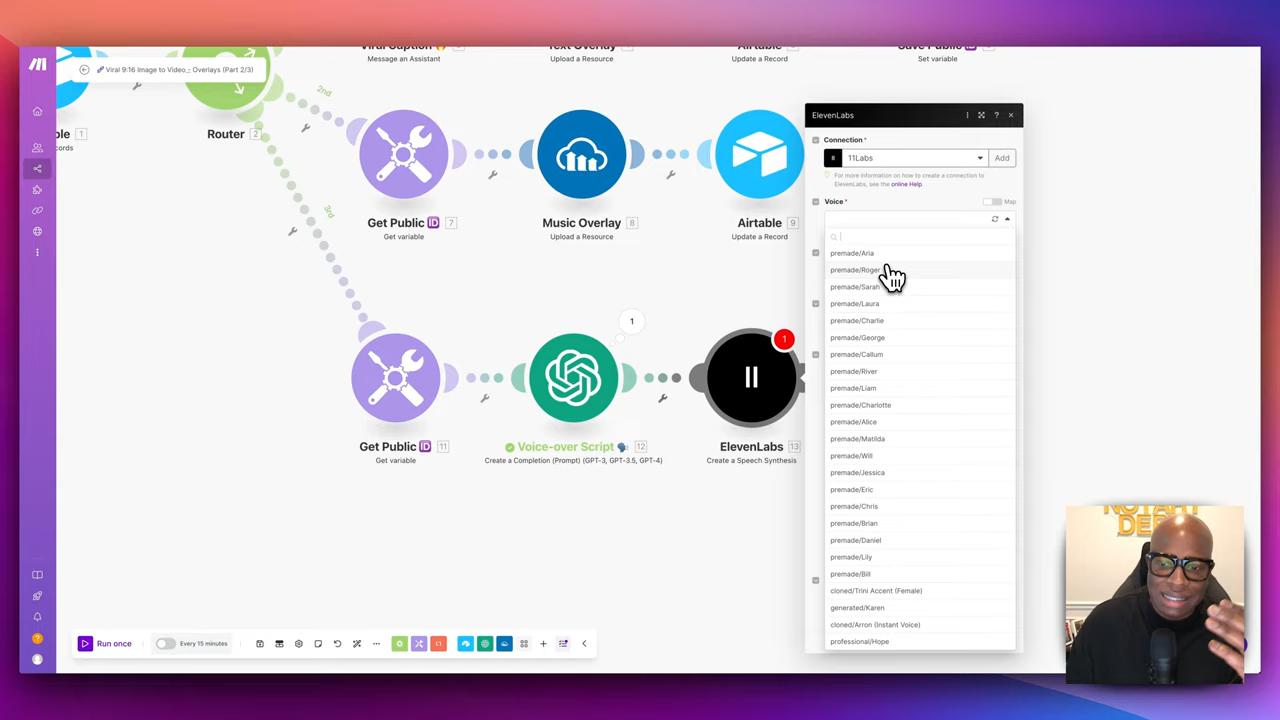 Viral Caption
Message an Assistant
Text Overlay
Upload a Resource
Airtable
Update a Record
Save Public ID
Set variable
Viral 9:16 Image to Video_- Overlays (Part 2/3)
2nd
3rd
ble 1
cords
Router 2
Get Public ID 7
Get variable
Music Overlay 8
Upload a Resource
Airtable 9
Update a Record
ElevenLabs
Connection *
11Labs
Add
For more information on how to create a connection to
ElevenLabs, see the online Help.
Voice *
Map
premade/Aria
premade/Roger
premade/Sarah
premade/Laura
premade/Charlie
premade/George
premade/Callum
premade/River
premade/Liam
premade/Charlotte
premade/Alice
premade/Matilda
premade/Will
premade/Jessica
premade/Eric
premade/Chris
premade/Brian
premade/Daniel
premade/Lily
premade/Bill
cloned/Trini Accent (Female)
generated/Karen
cloned/Arron (Instant Voice)
professional/Hope
1
1
Get Public ID 11
Get variable
Voice-over Script 12
Create a Completion (Prompt) (GPT-3, GPT-3.5, GPT-4)
ElevenLabs 13
Create a Speech Synthesis
Run once
Every 15 minutes